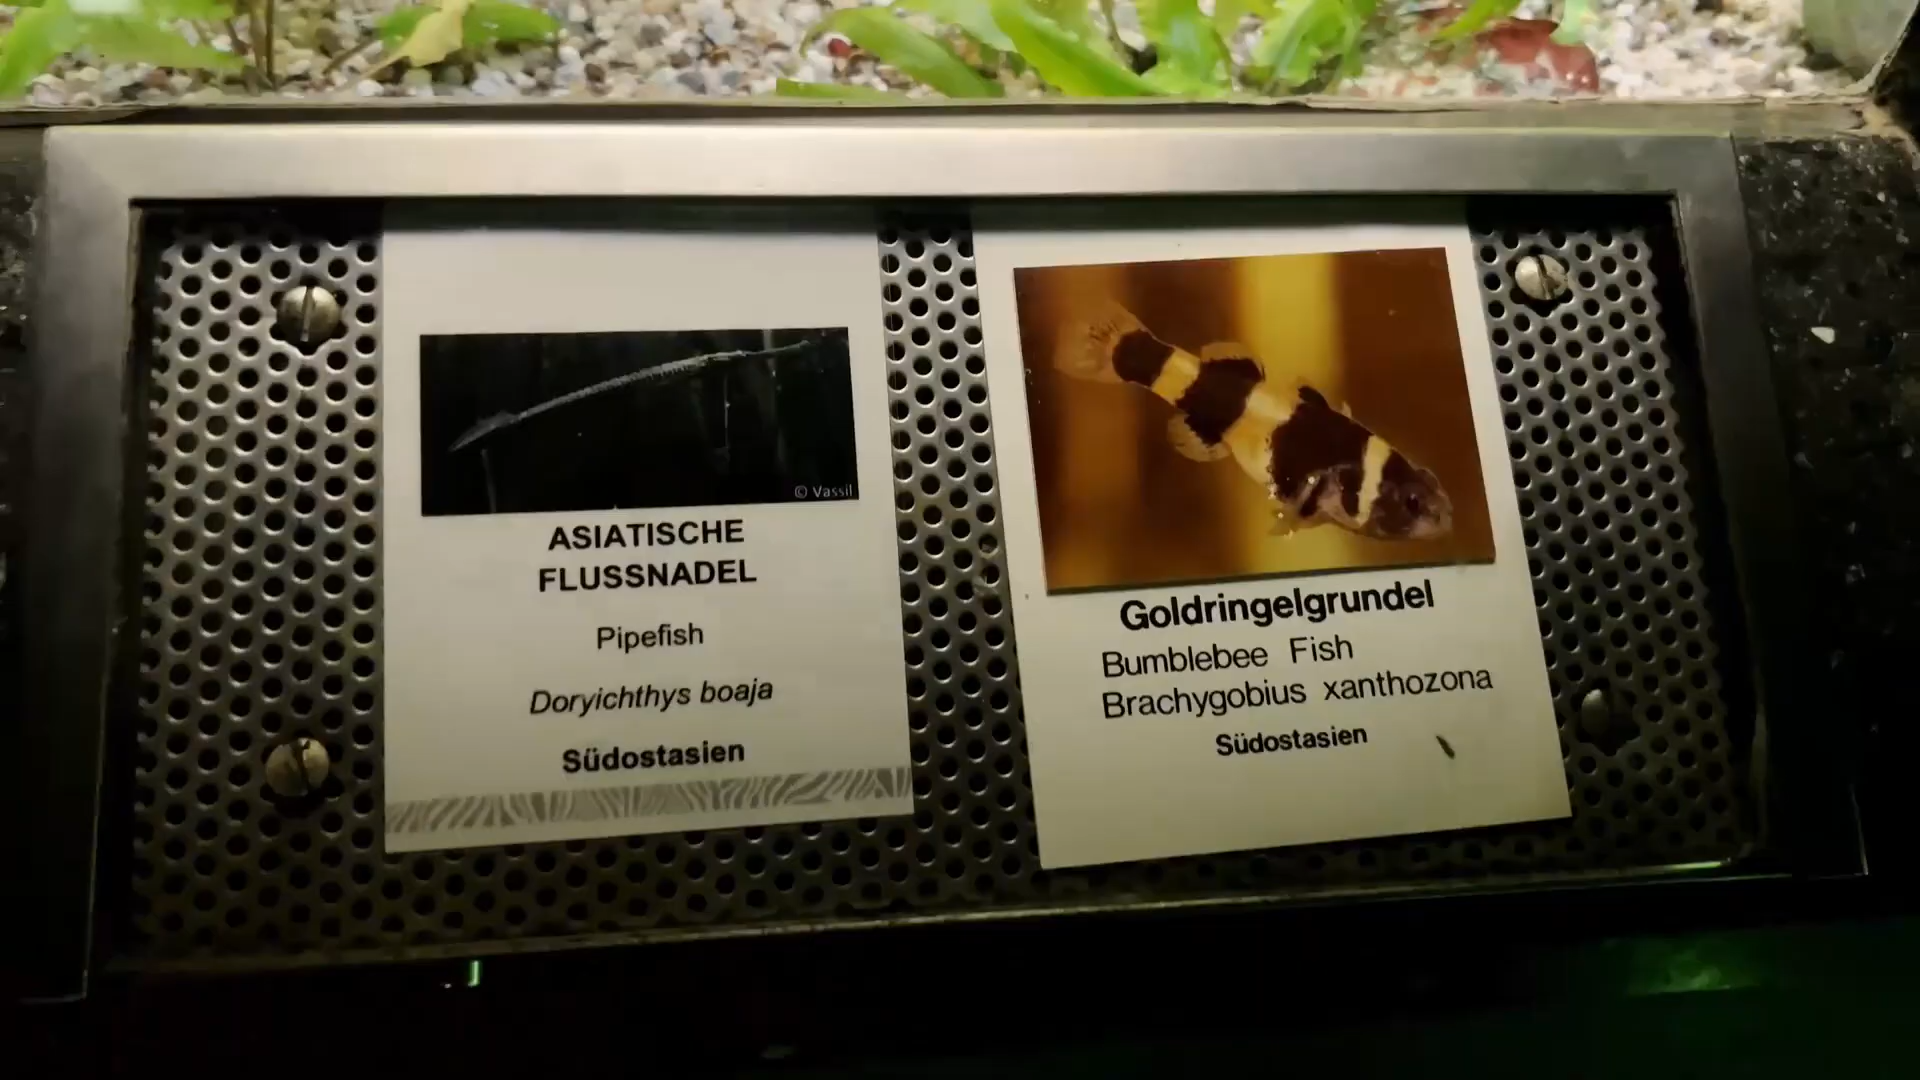 © Vassil
ASIATISCHE
FLUSSNADEL
Pipefish
Doryichthys boaja
Südostasien
Goldringelgrundel
Bumblebee Fish
Brachygobius xanthozona
Südostasien